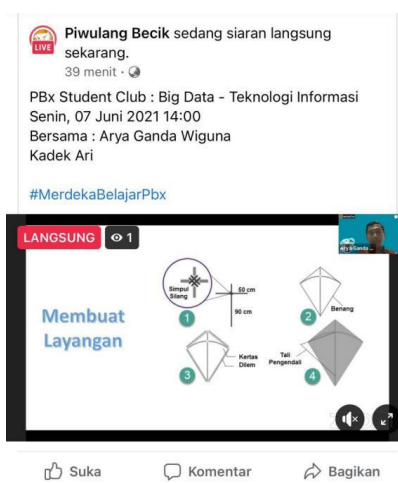 Piwulang Becik sedang siaran langsung
sekarang.
LIVE
39 menit ·
PBx Student Club : Big Data - Teknologi Informasi
Senin, 07 Juni 2021 14:00
Bersama : Arya Ganda Wiguna
Kadek Ari
#MerdekaBelajarPbx
LANGSUNG 1
Arya Ganda ...
Membuat
Layangan
Simpul
Silang
50 cm
90 cm
1
Benang
2
Kertas
Dilem
3
Tali
Pengendali
4
Suka
Komentar
Bagikan